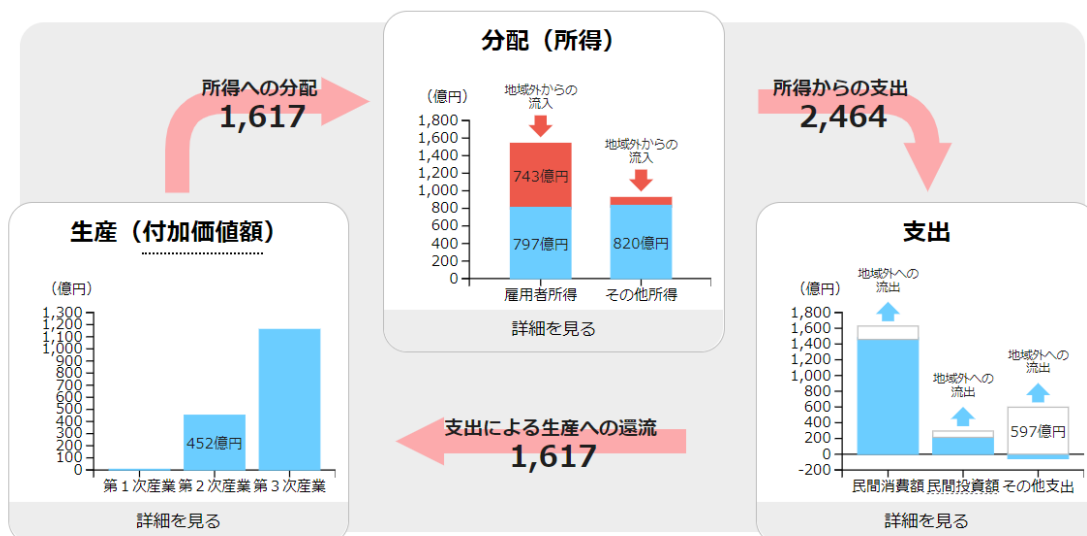 分配（所得）
（億円）
1,800
1,600
1,400
1,200
1,000
800
600
400
200
0
地域外からの
流入
743億円
797億円
地域外からの
流入
820億円
雇用者所得
その他所得
詳細を見る
所得への分配
1,617
所得からの支出
2,464
生産（付加価値額）
（億円）
1,300
1,200
1,100
1,000
900
800
700
600
500
400
300
200
100
0
452億円
第１次産業
第２次産業
第３次産業
詳細を見る
支出による生産への還流
1,617
支出
（億円）
1,800
1,600
1,400
1,200
1,000
800
600
400
200
0
-200
地域外への
流出
地域外への
流出
地域外への
流出
597億円
民間消費額
民間投資額
その他支出
詳細を見る